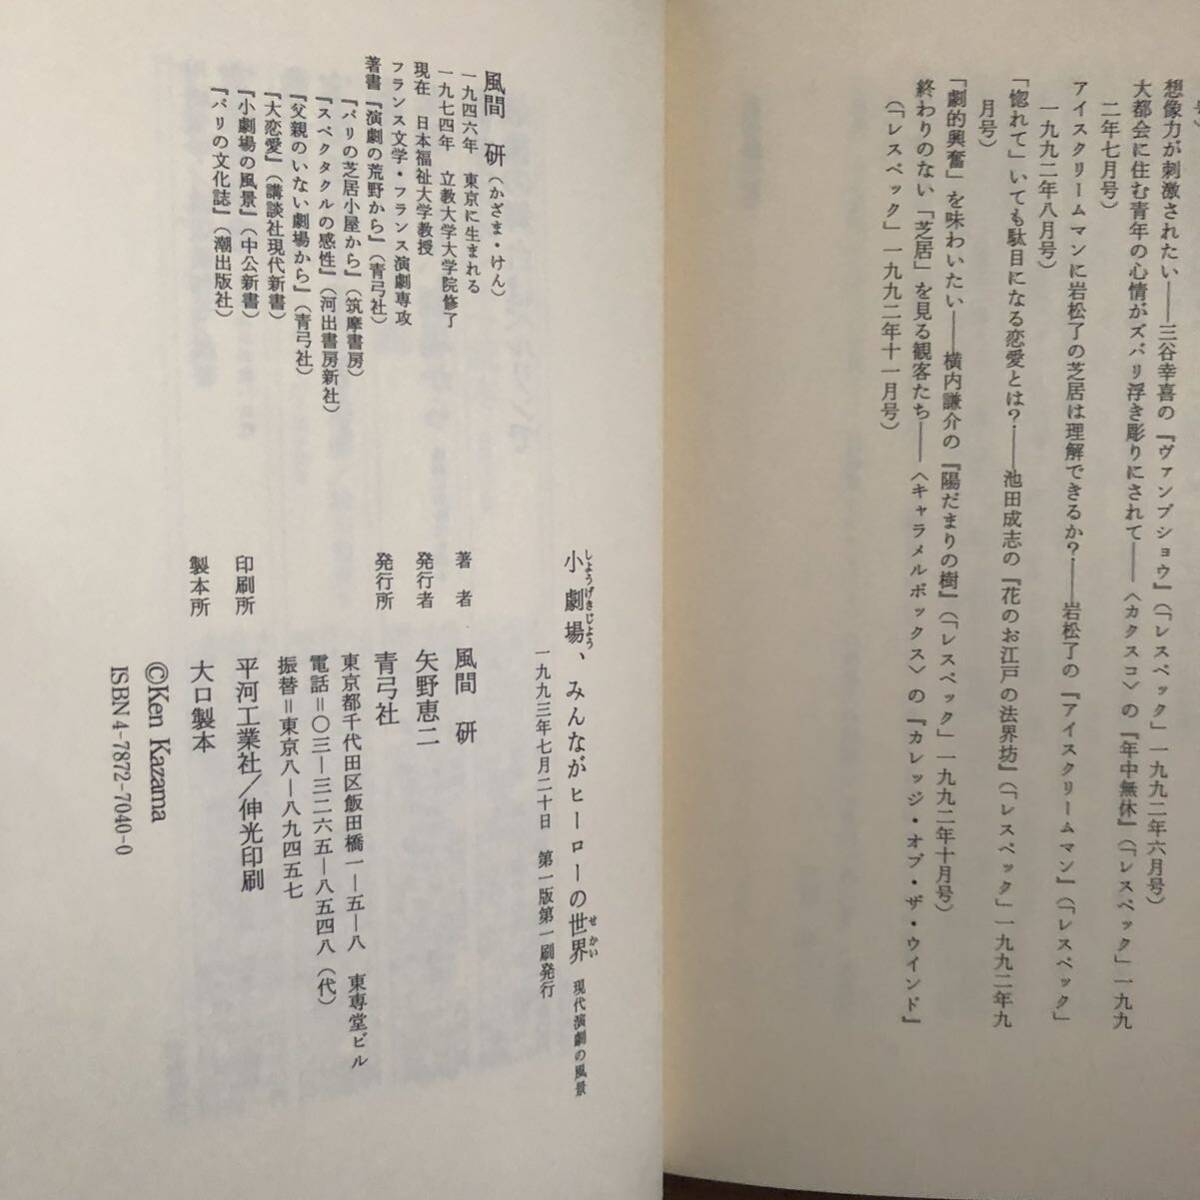 号）
想像力が刺激されたい――三谷幸喜の『ヴァンプショウ』（「レスペック」一九九二年六月号）
大都会に住む青年の心情がズバリ浮き彫りにされて――〈カクスコ〉の『年中無休』（「レスペック」一九九
二年七月号）
アイスクリームマンに岩松了の芝居は理解できるか？――岩松了の『アイスクリームマン』（「レスペック」
一九九二年八月号）
「惚れて」いても駄目になる恋愛とは？――池田成志の『花のお江戸の法界坊』（「レスペック」一九九二年九
月号）
「劇的興奮」を味わいたい――横内謙介の『陽だまりの樹』（「レスペック」一九九二年十月号）
終わりのない「芝居」を見る観客たち――〈キャラメルボックス〉の『カレッジ・オブ・ザ・ウインド』
（「レスペック」一九九二年十一月号）
風間　研（かざま・けん）
一九四六年　東京に生まれる
一九七四年　立教大学大学院修了
現在　日本福祉大学教授
フランス文学・フランス演劇専攻
著書『演劇の荒野から』（青弓社）
『パリの芝居小屋から』（筑摩書房）
『スペクタクルの感性』（河出書房新社）
『父親のいない劇場から』（青弓社）
『大恋愛』（講談社現代新書）
『小劇場の風景』（中公新書）
『パリの文化誌』（潮出版社）
しょうげきじょう　せかい
小劇場、みんながヒーローの世界　現代演劇の風景
一九九三年七月二十日　第一版第一刷発行
著　者　風間　研
発行者　矢野恵二
発行所　青弓社
東京都千代田区飯田橋一―五―八　東専堂ビル
電話＝〇三―三二六五―八五四八（代）
振替＝東京八―八九四五七
印刷所　平河工業社／伸光印刷
製本所　大口製本
©Ken Kazama
ISBN4-7872-7040-0